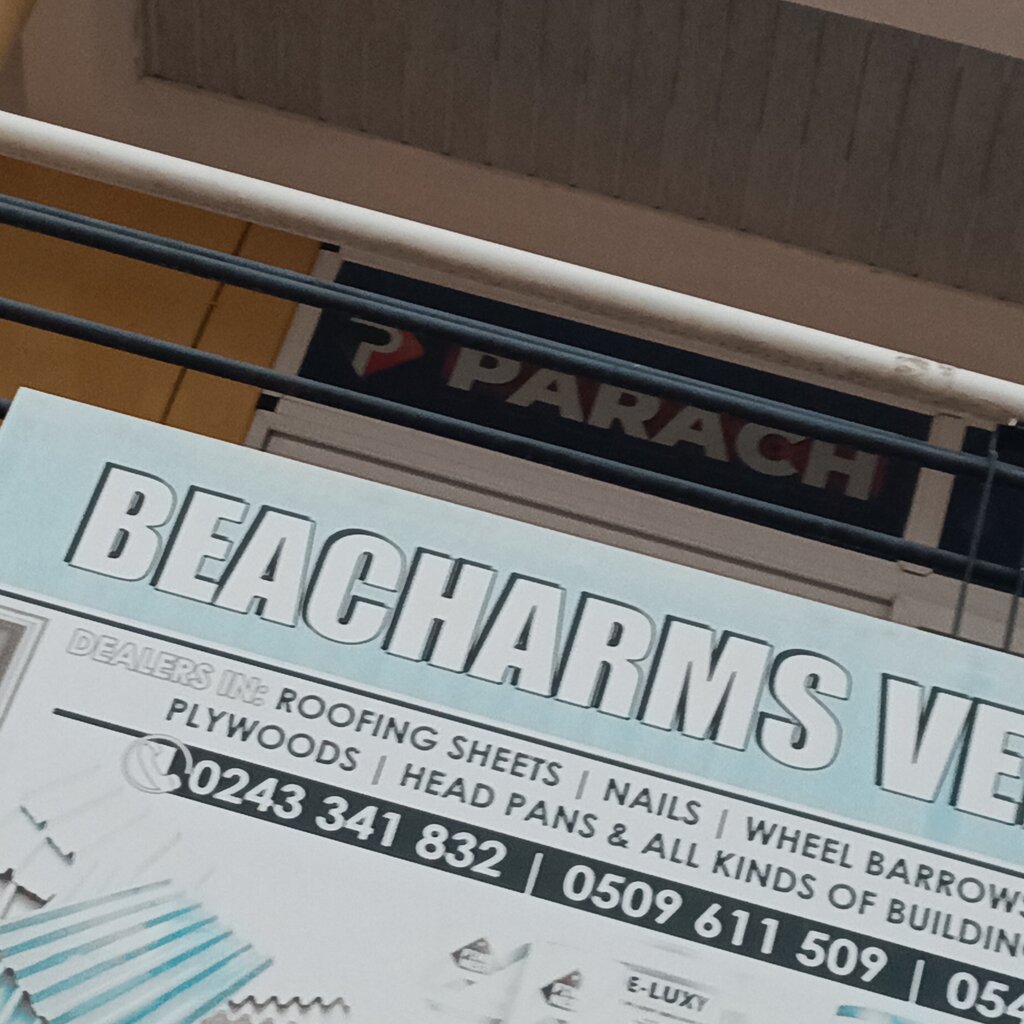 PARACH
BEACHARMS VE
DEALERS IN: ROOFING SHEETS | NAILS | WHEEL BARROWS
PLYWOODS | HEAD PANS & ALL KINDS OF BUILDIN
0243 341 832 | 0509 611 509 | 054
E-LUXY